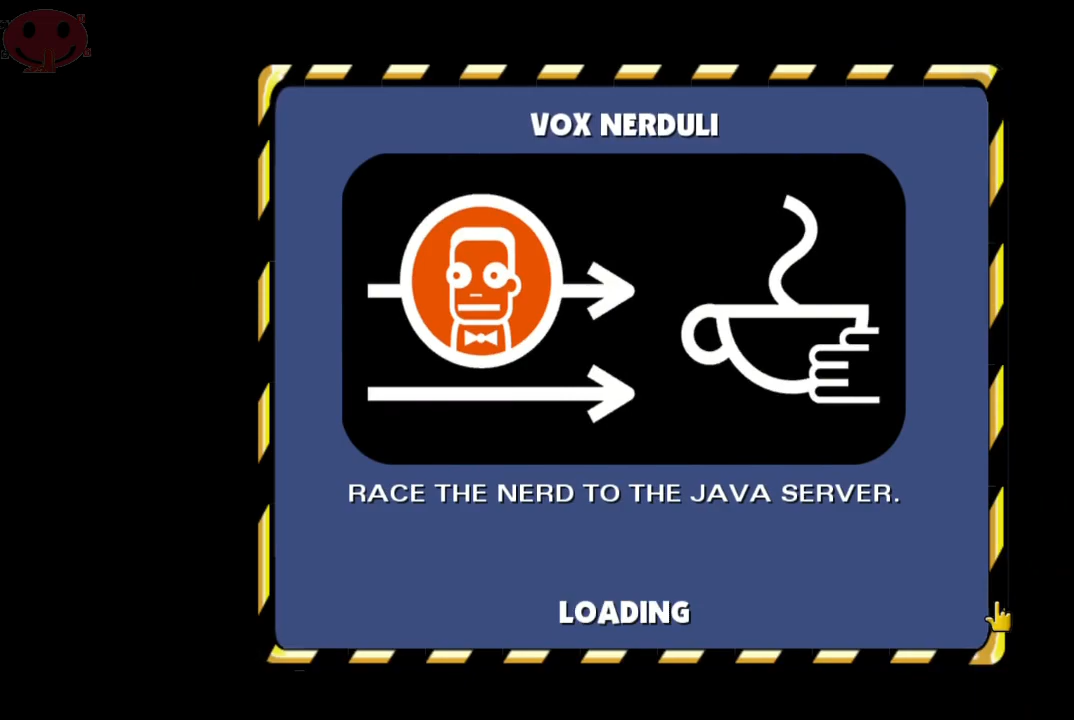 VOX NERDULI
RACE THE NERD TO THE JAVA SERVER.
LOADING